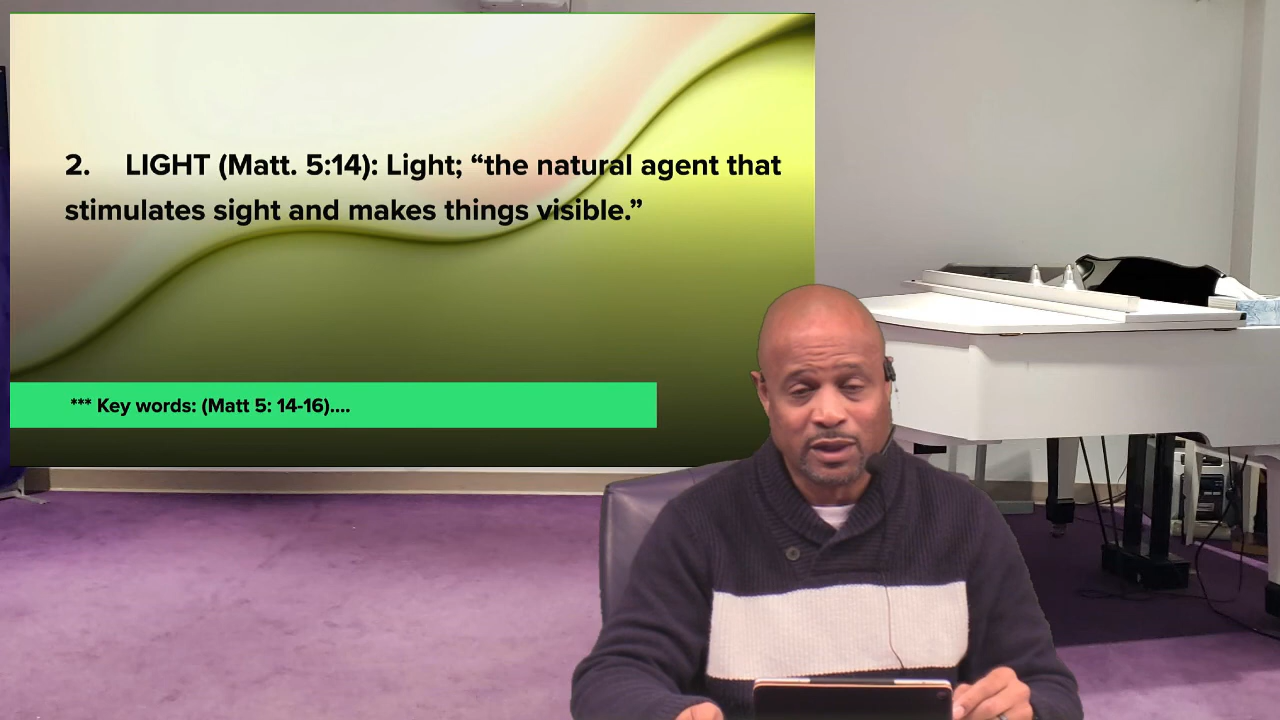 2. LIGHT (Matt. 5:14): Light; “the natural agent that
stimulates sight and makes things visible.”
*** Key words: (Matt 5: 14-16)....